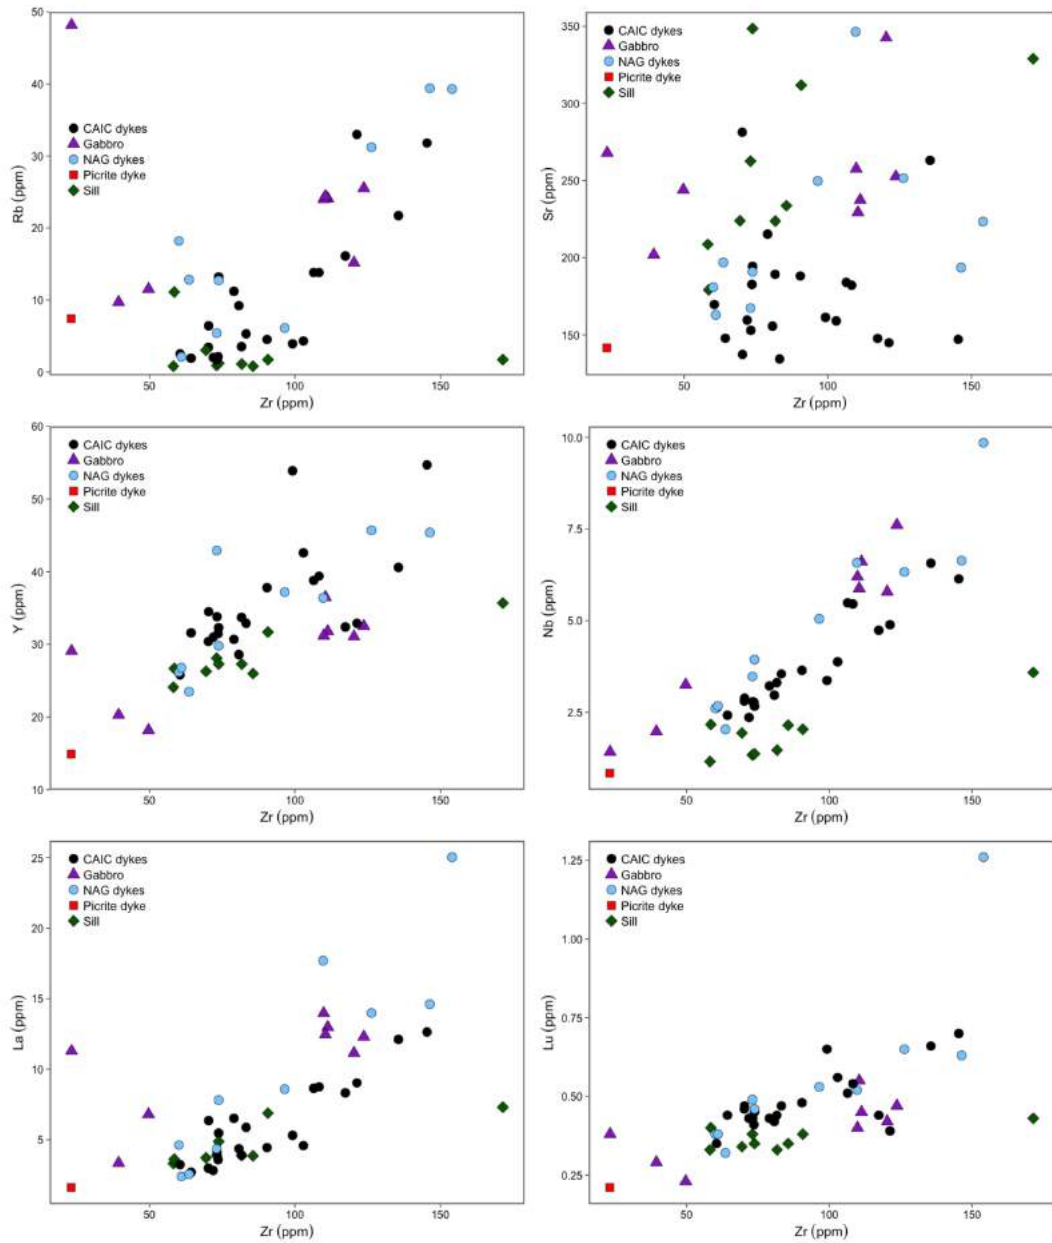 50
40
30
20
10
0
Rb (ppm)
CAIC dykes
Gabbro
NAG dykes
Picrite dyke
Sill
50 100 150
Zr (ppm)
350
300
250
200
150
Sr (ppm)
CAIC dykes
Gabbro
NAG dykes
Picrite dyke
Sill
50 100 150
Zr (ppm)
60
50
40
30
20
10
Y (ppm)
CAIC dykes
Gabbro
NAG dykes
Picrite dyke
Sill
50 100 150
Zr (ppm)
10.0
7.5
5.0
2.5
Nb (ppm)
CAIC dykes
Gabbro
NAG dykes
Picrite dyke
Sill
50 100 150
Zr (ppm)
25
20
15
10
5
La (ppm)
CAIC dykes
Gabbro
NAG dykes
Picrite dyke
Sill
50 100 150
Zr (ppm)
1.25
1.00
0.75
0.50
0.25
Lu (ppm)
CAIC dykes
Gabbro
NAG dykes
Picrite dyke
Sill
50 100 150
Zr (ppm)